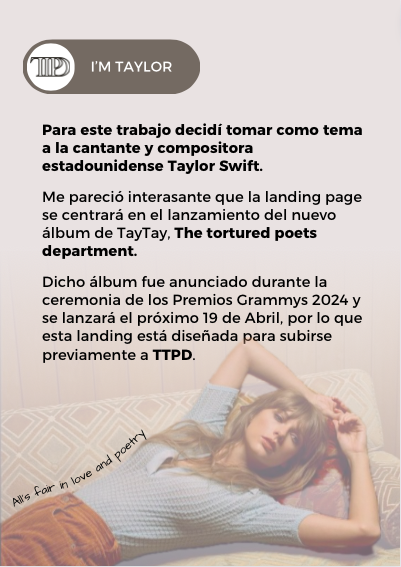 TTPD
I'M TAYLOR
Para este trabajo decidí tomar como tema
a la cantante y compositora
estadounidense Taylor Swift.
Me pareció interasante que la landing page
se centrará en el lanzamiento del nuevo
álbum de TayTay, The tortured poets
department.
Dicho álbum fue anunciado durante la
ceremonia de los Premios Grammys 2024 y
se lanzará el próximo 19 de Abril, por lo que
esta landing está diseñada para subirse
previamente a TTPD.
All's fair in love and poetry